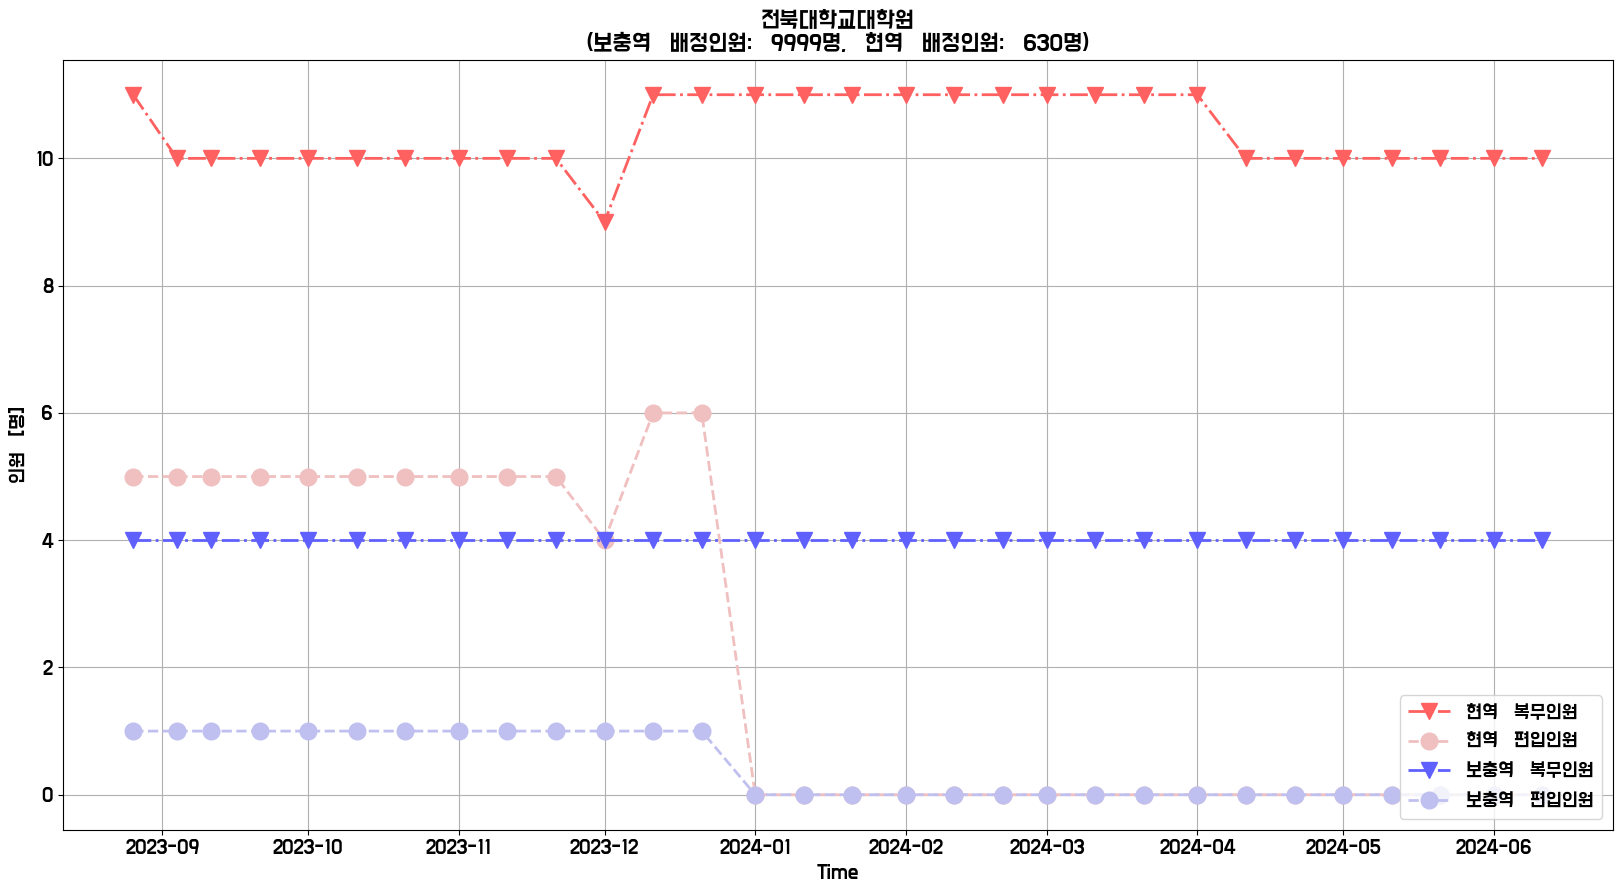 전북대학교대학원
(보충역 배정인원: 9999명, 현역 배정인원: 630명)
인원 [명]
10
8
6
4
2
0
2023-09 2023-10 2023-11 2023-12 2024-01 2024-02 2024-03 2024-04 2024-05 2024-06
Time
현역 복무인원
현역 편입인원
보충역 복무인원
보충역 편입인원